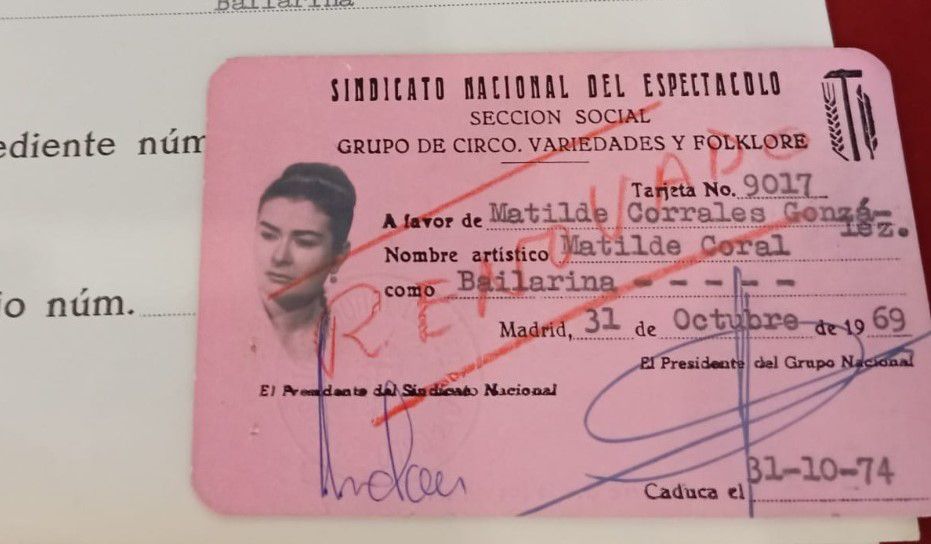 Bailarina
ediente núm
o núm.
SINDICATO NACIONAL DEL ESPECTACULO
SECCION SOCIAL
GRUPO DE CIRCO. VARIEDADES Y FOLKLORE
Tarjeta No. 9017
A favor de Matilde Corrales Gonzá-
lez.
Nombre artístico Matilde Coral
como Bailarina - - - - -
RENOVADO
Madrid, 31 de Octubre de 1969
El Presidente del Grupo Nacional
El Presidente del Sindicato Nacional
Caduca el 31-10-74